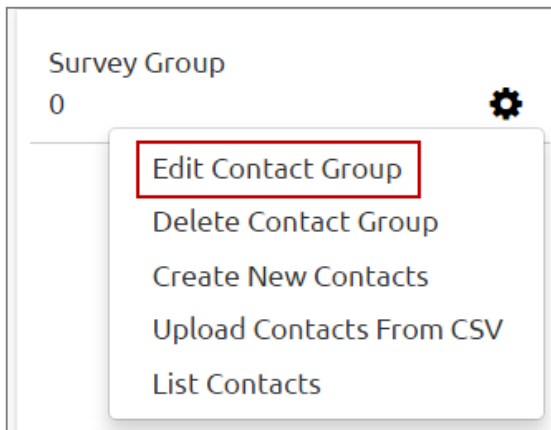 Survey Group
0
Edit Contact Group
Delete Contact Group
Create New Contacts
Upload Contacts From CSV
List Contacts